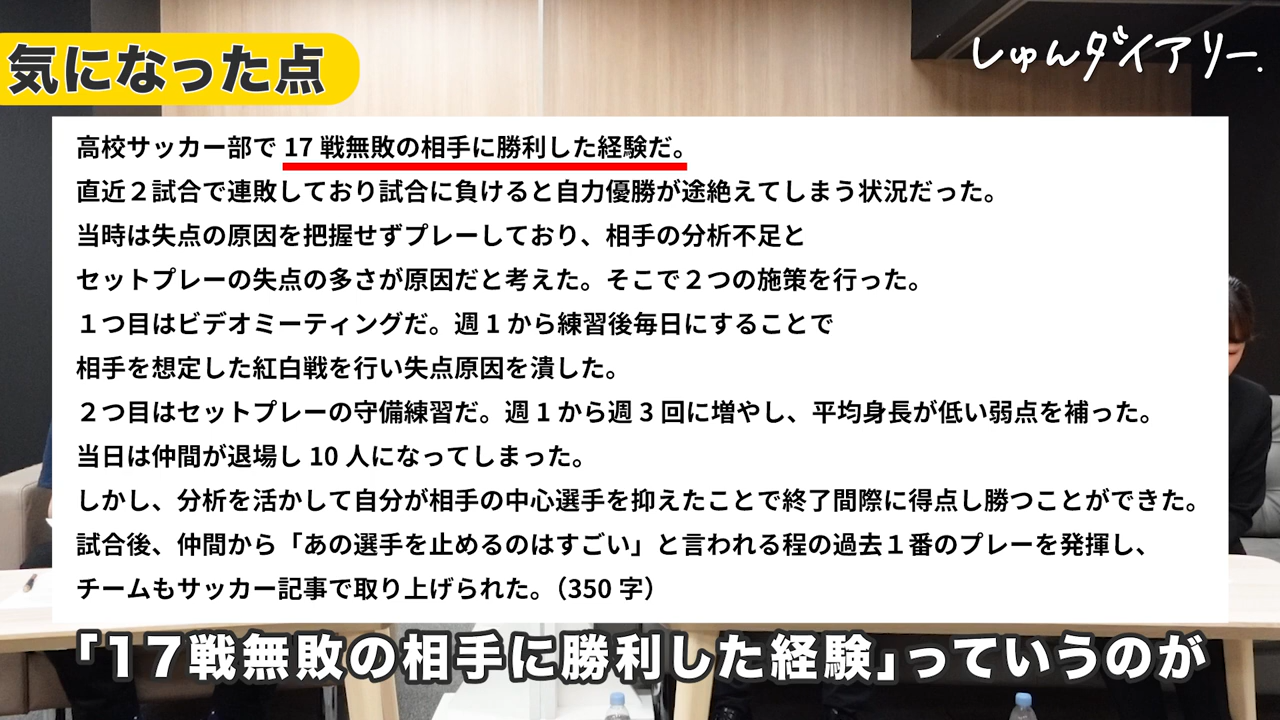 気になった点
しゅんダイアリー.
高校サッカー部で 17 戦無敗の相手に勝利した経験だ。
直近２試合で連敗しており試合に負けると自力優勝が途絶えてしまう状況だった。
当時は失点の原因を把握せずプレーしており、相手の分析不足と
セットプレーの失点の多さが原因だと考えた。そこで２つの施策を行った。
１つ目はビデオミーティングだ。週 1 から練習後毎日にすることで
相手を想定した紅白戦を行い失点原因を潰した。
２つ目はセットプレーの守備練習だ。週 1 から週 3 回に増やし、平均身長が低い弱点を補った。
当日は仲間が退場し 10 人になってしまった。
しかし、分析を活かして自分が相手の中心選手を抑えたことで終了間際に得点し勝つことができた。
試合後、仲間から「あの選手を止めるのはすごい」と言われる程の過去１番のプレーを発揮し、
チームもサッカー記事で取り上げられた。（350 字）
「17戦無敗の相手に勝利した経験」っていうのが